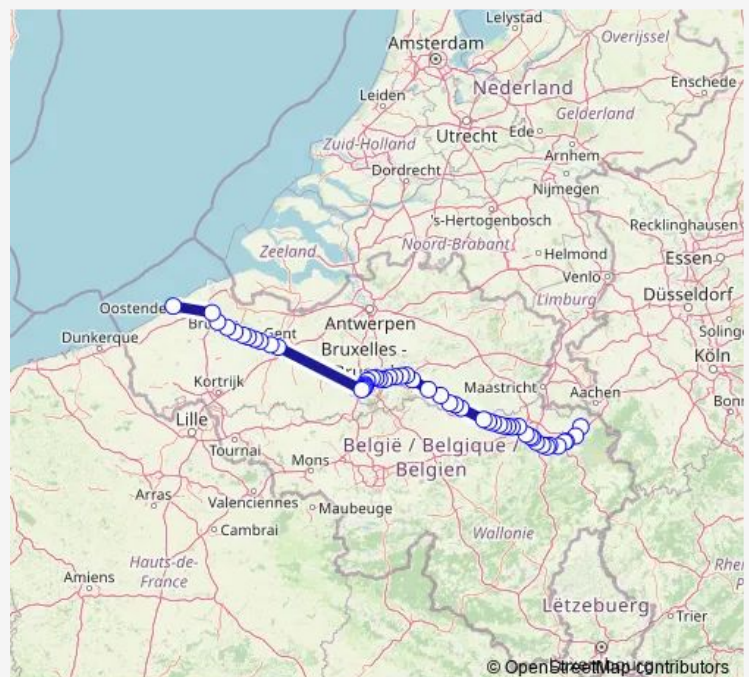 Lelystad
Amsterdam
Overijssel
Nederland
Enschede
Leiden
Gelderland
Utrecht
Ede
Zuid-Holland
Arnhem
Dordrecht
Nijmegen
's-Hertogenbosch
Recklinghausen
Zeeland
Noord-Brabant
Helmond
Essen
Venlo
Limburg
Düsseldorf
Oostende
Antwerpen
Gent
Dunkerque
Bruxelles -
Köln
Kortrijk
Maastricht
Aachen
Lille
België / Belgique /
Belgien
Tournai
Mons
Arras
Valenciennes
Maubeuge
Cambrai
Wallonie
Hauts-de-
France
Amiens
Lëtzebuerg
Trier
© OpenStreetMap contributors